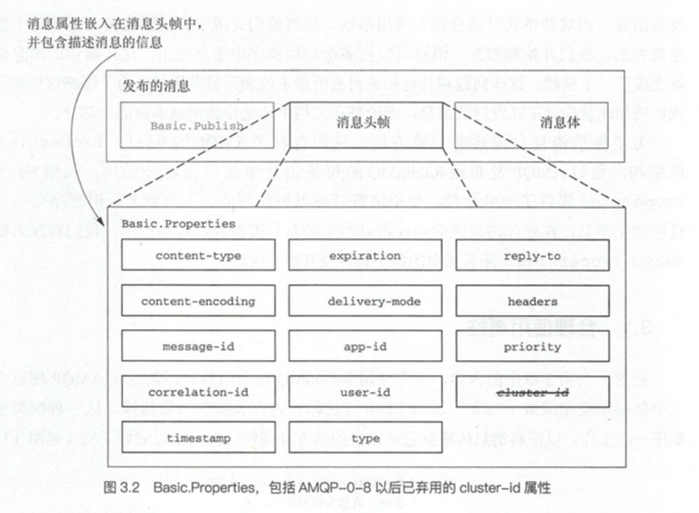 消息属性嵌入在消息头帧中，
并包含描述消息的信息
发布的消息
Basic.Publish
消息头帧
消息体
Basic.Properties
content-type
expiration
reply-to
content-encoding
delivery-mode
headers
message-id
app-id
priority
correlation-id
user-id
cluster-id
timestamp
type
图 3.2 Basic.Properties，包括 AMQP-0-8 以后已弃用的 cluster-id 属性